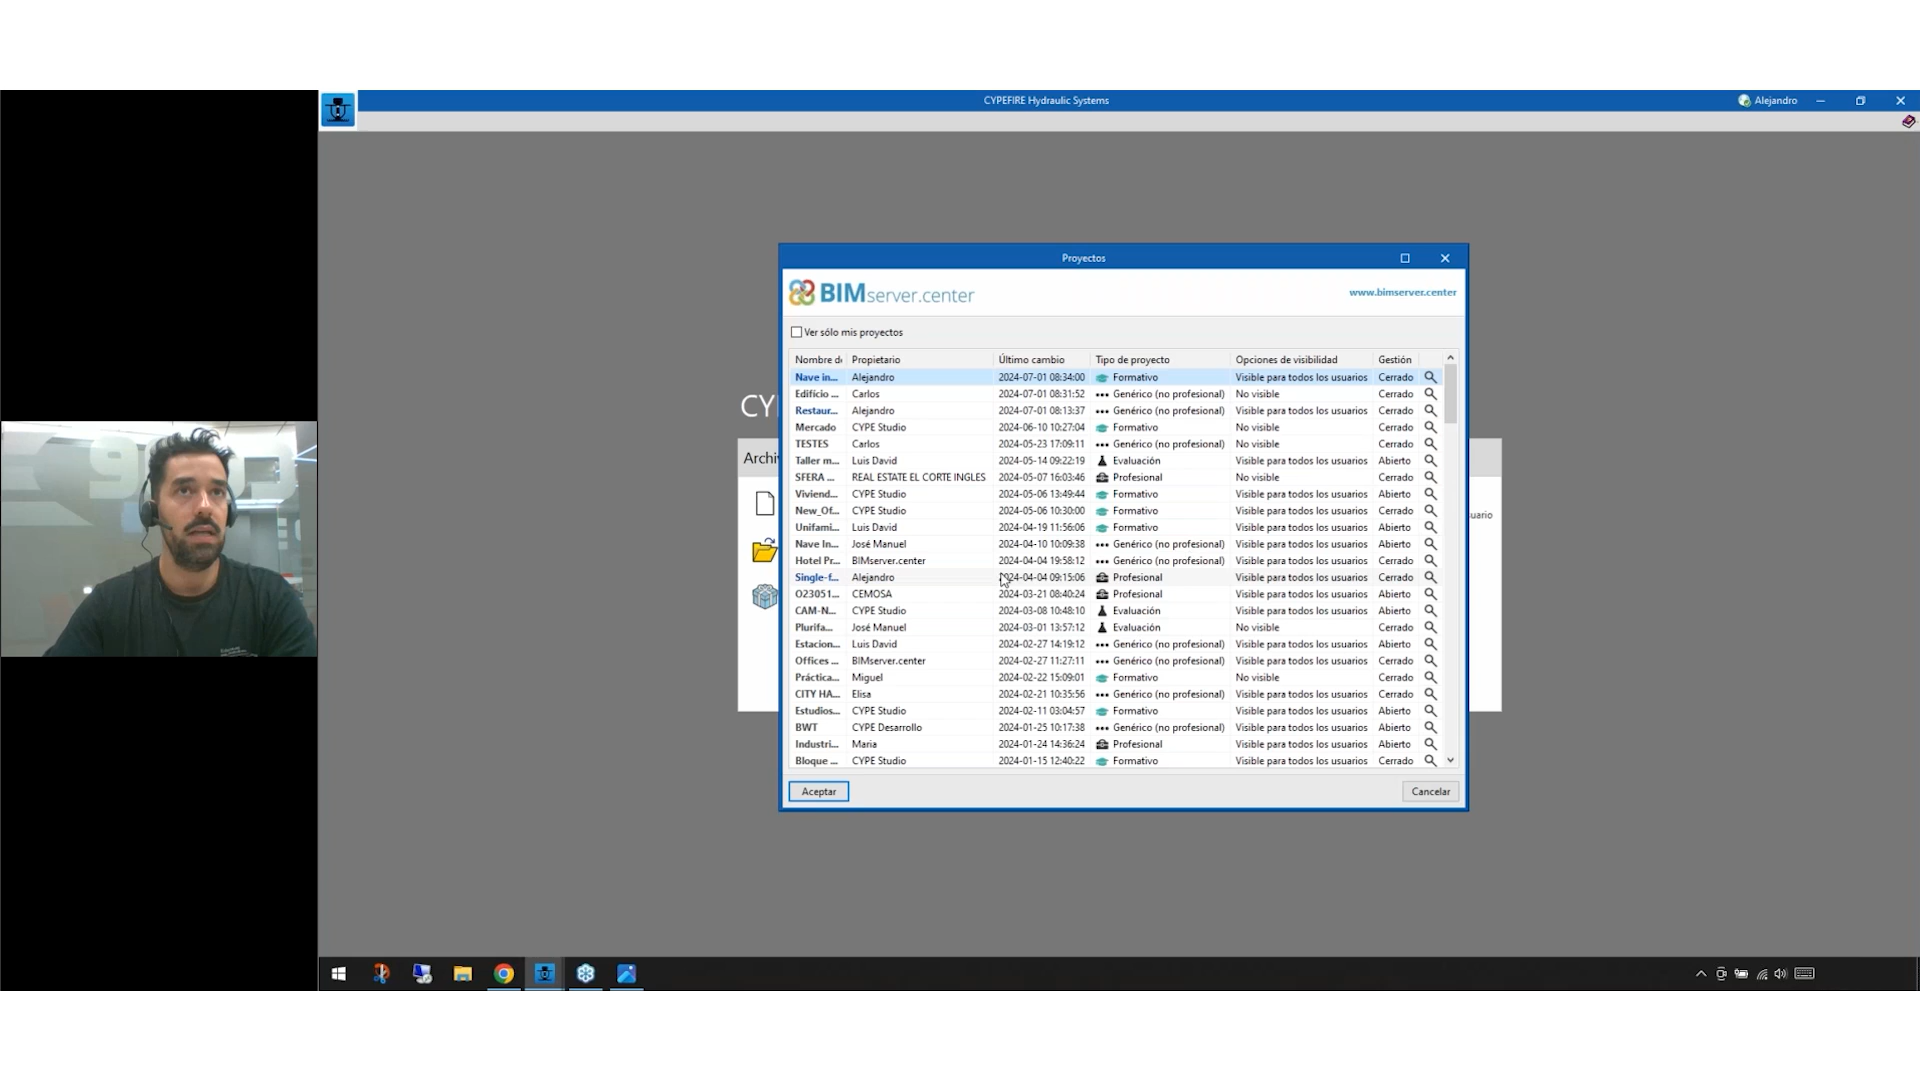 CYPEFIRE Hydraulic Systems
Alejandro
Proyectos
BIMserver.center
www.bimserver.center
Ver sólo mis proyectos
Nombre d Propietario Último cambio Tipo de proyecto Opciones de visibilidad Gestión
Nave in... Alejandro 2024-07-01 08:34:00 Formativo Visible para todos los usuarios Cerrado
Edificio ... Carlos 2024-07-01 08:31:52 Genérico (no profesional) No visible Cerrado
Restaur... Alejandro 2024-07-01 08:13:37 Genérico (no profesional) Visible para todos los usuarios Cerrado
Mercado CYPE Studio 2024-06-10 10:27:04 Formativo No visible Cerrado
TESTES Carlos 2024-05-23 17:09:11 Genérico (no profesional) No visible Cerrado
Taller m... Luis David 2024-05-14 09:22:19 Evaluación Visible para todos los usuarios Abierto
SFERA ... REAL ESTATE EL CORTE INGLES 2024-05-07 16:03:46 Profesional No visible Cerrado
Viviend... CYPE Studio 2024-05-06 13:49:44 Formativo Visible para todos los usuarios Abierto
New_Of... CYPE Studio 2024-05-06 10:30:00 Formativo Visible para todos los usuarios Cerrado
Unifami... Luis David 2024-04-19 11:56:06 Formativo Visible para todos los usuarios Abierto
Nave In... José Manuel 2024-04-10 10:09:38 Genérico (no profesional) Visible para todos los usuarios Abierto
Hotel Pr... BIMserver.center 2024-04-04 19:58:12 Genérico (no profesional) Visible para todos los usuarios Cerrado
Single-f... Alejandro 2024-04-04 09:15:06 Profesional Visible para todos los usuarios Cerrado
O23051... CEMOSA 2024-03-21 08:40:24 Profesional Visible para todos los usuarios Abierto
CAM-N... CYPE Studio 2024-03-08 10:48:10 Evaluación Visible para todos los usuarios Abierto
Plurifa... José Manuel 2024-03-01 13:57:12 Evaluación No visible Cerrado
Estacion... Luis David 2024-02-27 14:19:12 Genérico (no profesional) Visible para todos los usuarios Abierto
Offices ... BIMserver.center 2024-02-27 11:27:11 Genérico (no profesional) Visible para todos los usuarios Cerrado
Práctica... Miguel 2024-02-22 15:09:01 Formativo No visible Cerrado
CITY HA... Elisa 2024-02-21 10:35:56 Genérico (no profesional) Visible para todos los usuarios Cerrado
Estudios... CYPE Studio 2024-02-11 03:04:57 Formativo Visible para todos los usuarios Abierto
BWT CYPE Desarrollo 2024-01-25 10:17:38 Genérico (no profesional) Visible para todos los usuarios Abierto
Industri... Maria 2024-01-24 14:36:24 Profesional Visible para todos los usuarios Abierto
Bloque ... CYPE Studio 2024-01-15 12:40:22 Formativo Visible para todos los usuarios Cerrado
Aceptar
Cancelar
CY
Archi
uario